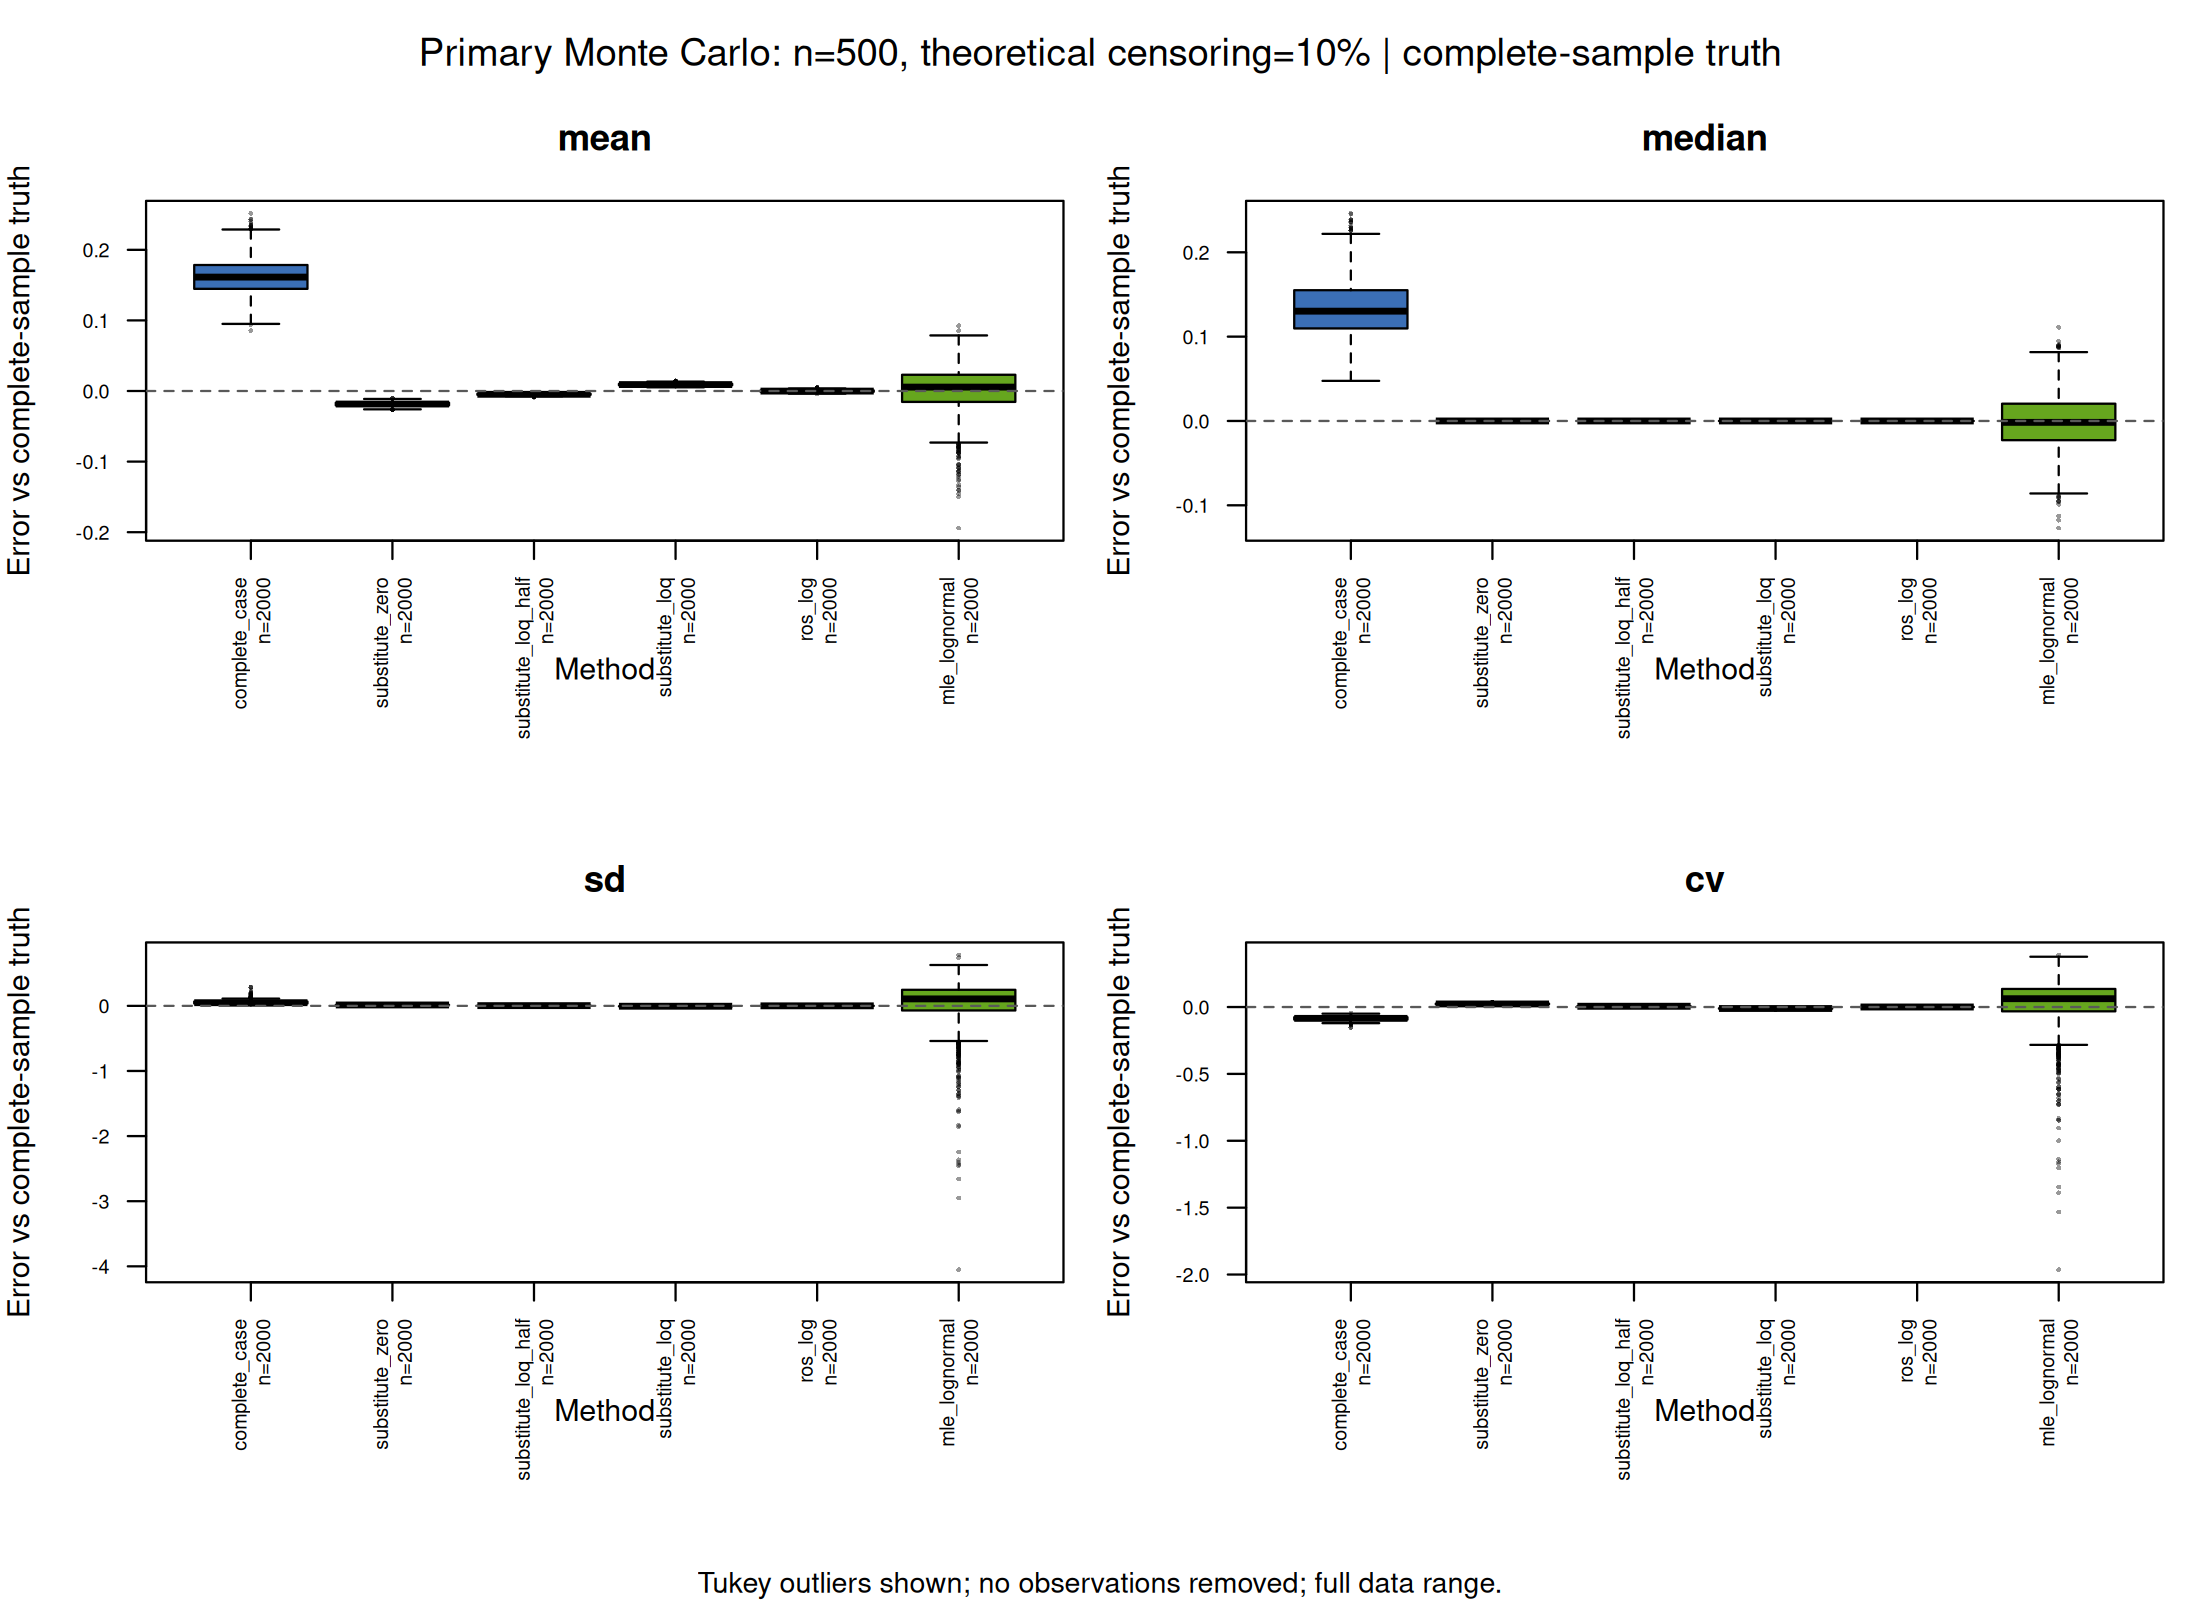 Primary Monte Carlo: n=500, theoretical censoring=10% | complete-sample truth
mean
Error vs complete-sample truth
0.2
0.1
0.0
-0.1
-0.2
complete_case
n=2000
substitute_zero
n=2000
substitute_loq_half
n=2000
substitute_loq
n=2000
ros_log
n=2000
mle_lognormal
n=2000
Method
median
Error vs complete-sample truth
0.2
0.1
0.0
-0.1
complete_case
n=2000
substitute_zero
n=2000
substitute_loq_half
n=2000
substitute_loq
n=2000
ros_log
n=2000
mle_lognormal
n=2000
Method
sd
Error vs complete-sample truth
0
-1
-2
-3
-4
complete_case
n=2000
substitute_zero
n=2000
substitute_loq_half
n=2000
substitute_loq
n=2000
ros_log
n=2000
mle_lognormal
n=2000
Method
cv
Error vs complete-sample truth
0.0
-0.5
-1.0
-1.5
-2.0
complete_case
n=2000
substitute_zero
n=2000
substitute_loq_half
n=2000
substitute_loq
n=2000
ros_log
n=2000
mle_lognormal
n=2000
Method
Tukey outliers shown; no observations removed; full data range.